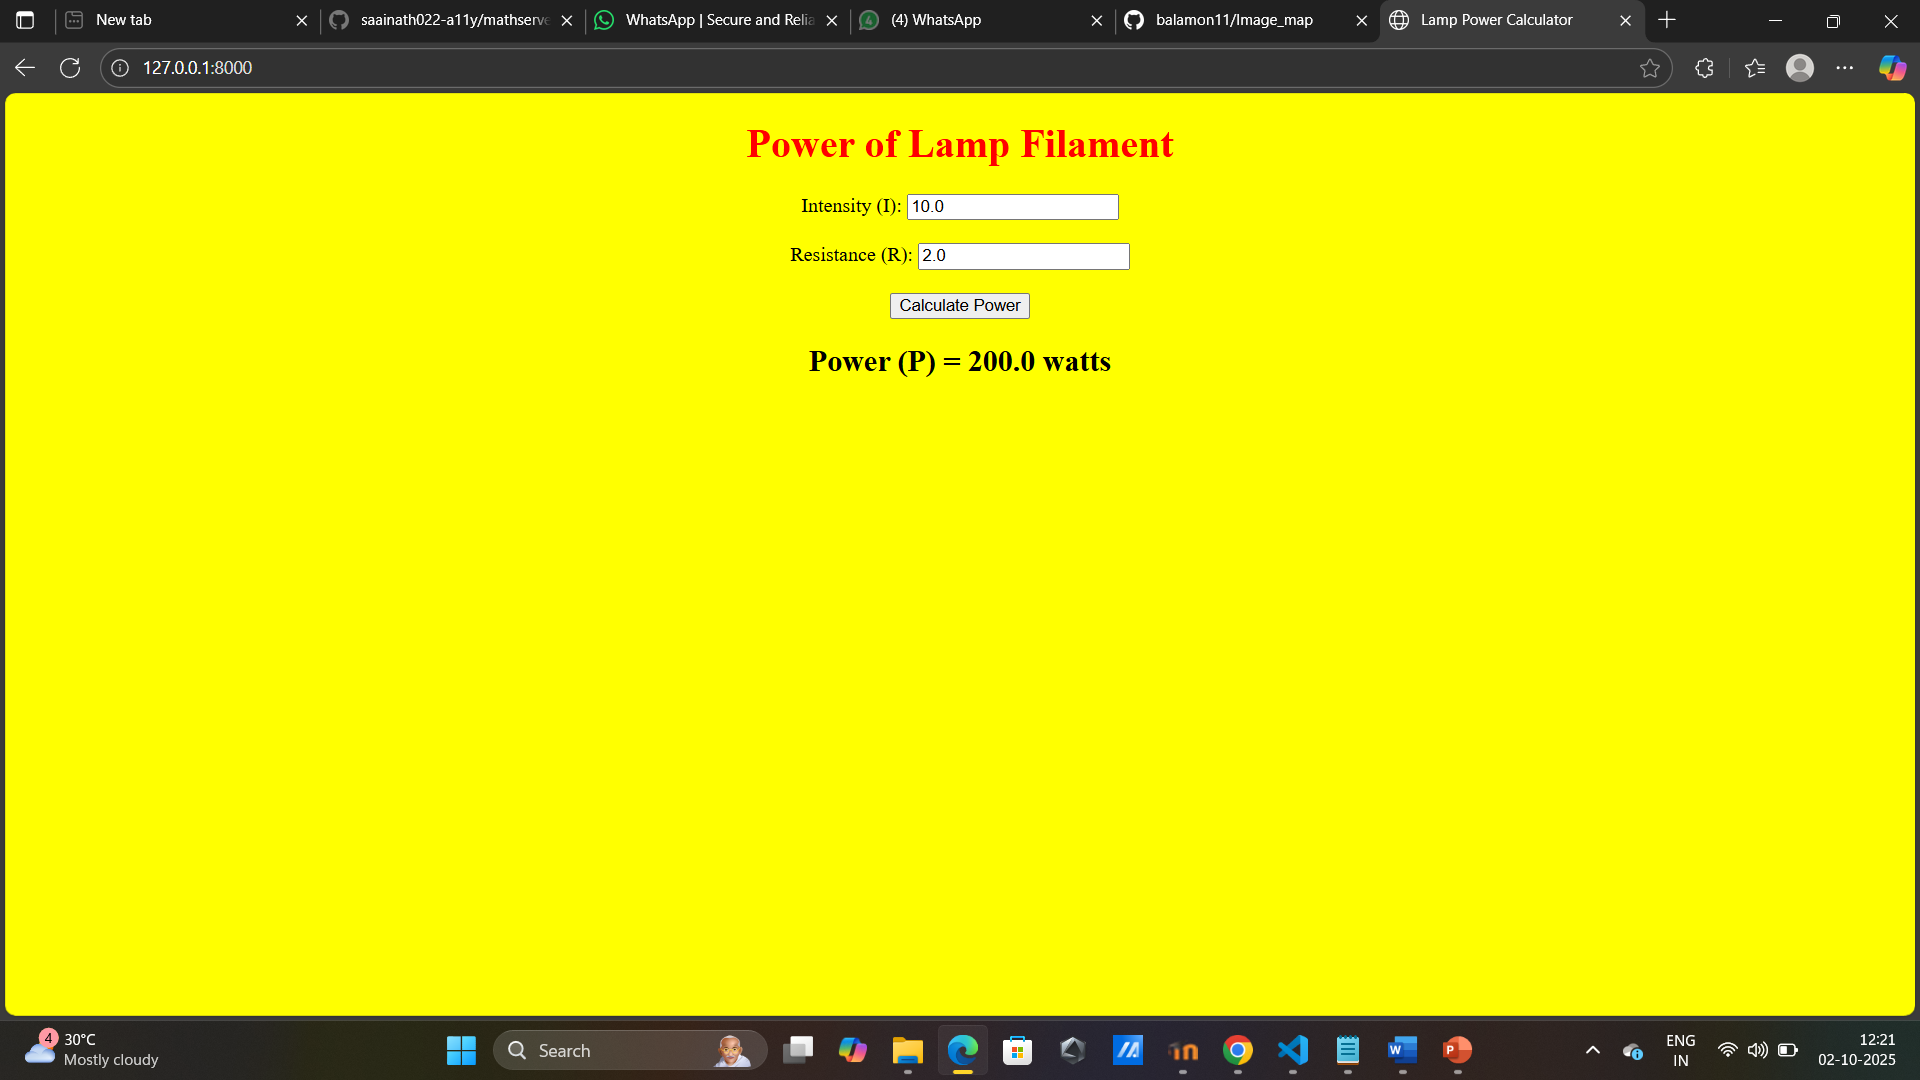 New tab
saainath022-a11y/mathserve
WhatsApp | Secure and Relia
4
(4) WhatsApp
balamon11/Image_map
Lamp Power Calculator
127.0.0.1:8000
Power of Lamp Filament
Intensity (I): 10.0
Resistance (R): 2.0
Calculate Power
Power (P) = 200.0 watts
4
30°C
Mostly cloudy
Search
W
P
ENG
IN
12:21
02-10-2025